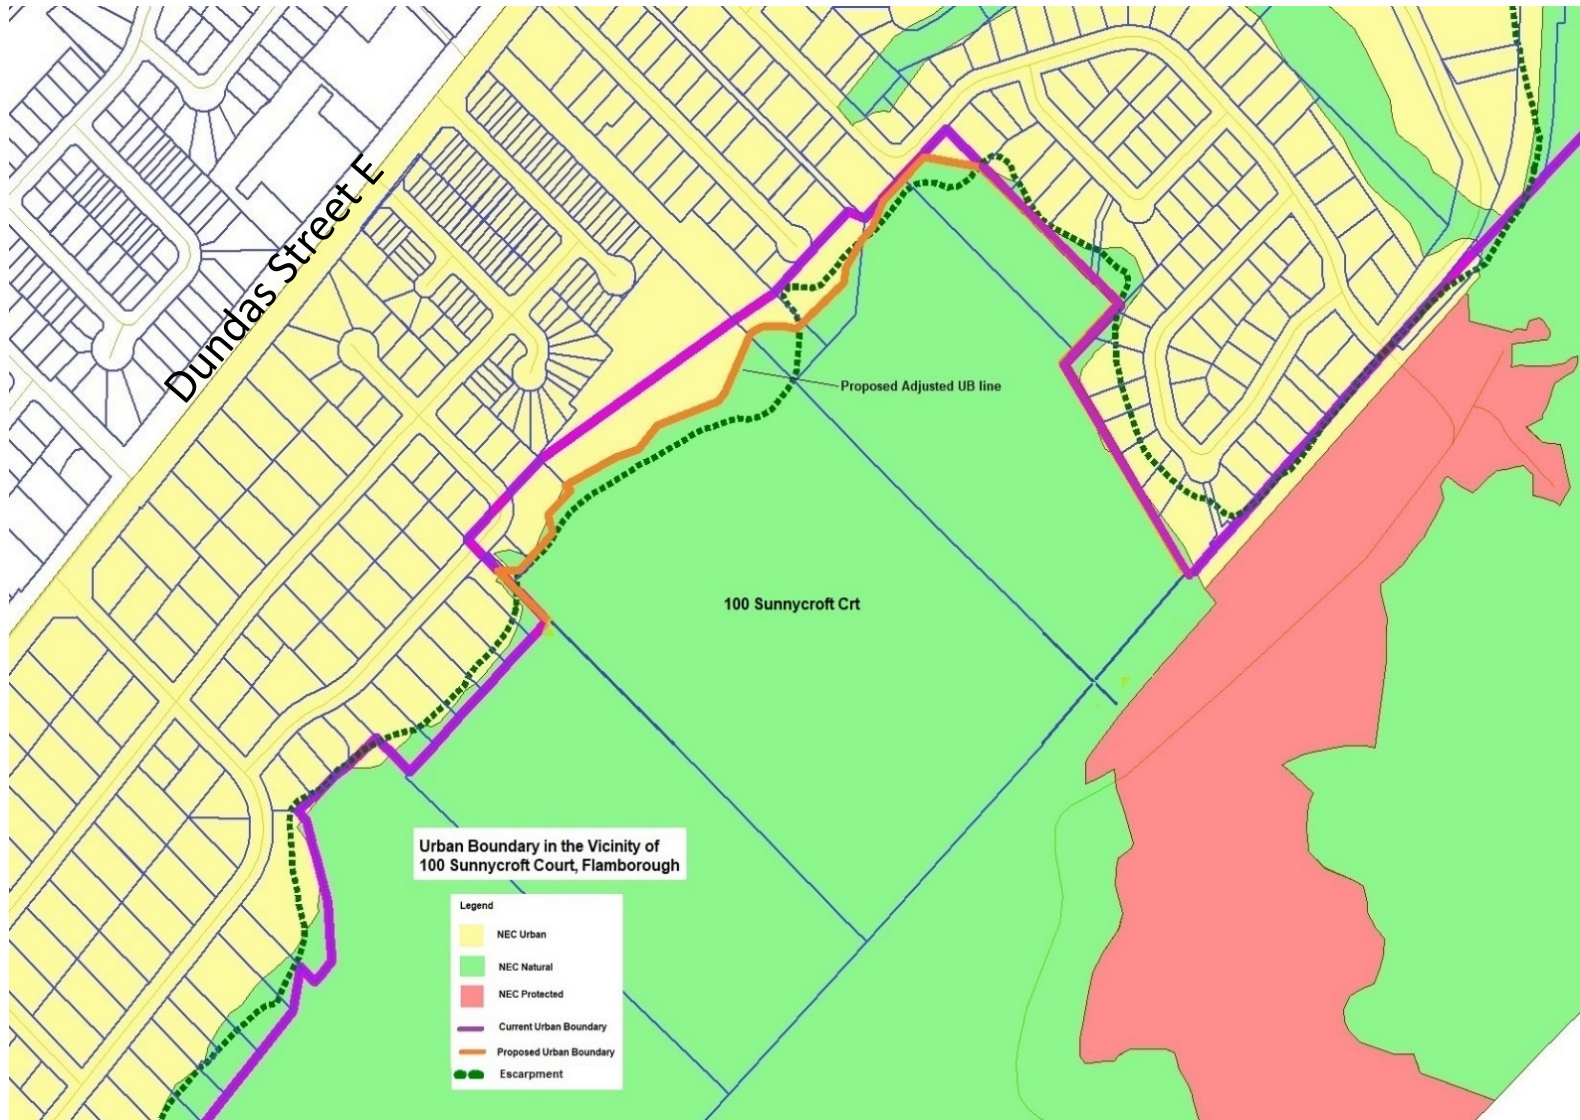 Dundas Street E
Proposed Adjusted UB line
100 Sunnycroft Crt
Urban Boundary in the Vicinity of
100 Sunnycroft Court, Flamborough
Legend
NEC Urban
NEC Natural
NEC Protected
Current Urban Boundary
Proposed Urban Boundary
Escarpment